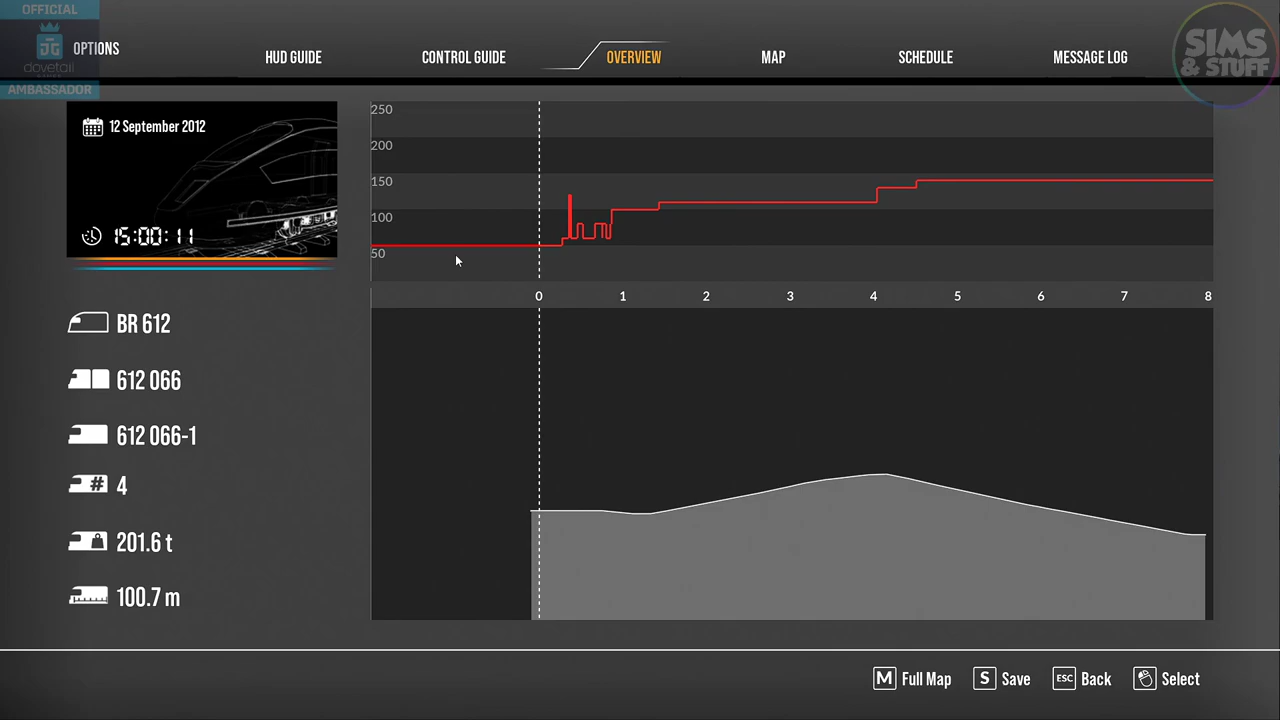 OFFICIAL
dovetail
GAMES
AMBASSADOR
OPTIONS
HUD GUIDE
CONTROL GUIDE
OVERVIEW
MAP
SCHEDULE
MESSAGE LOG
SIMS
& STUFF
12 September 2012
15:00:11
BR 612
612 066
612 066-1
# 4
201.6 t
100.7 m
250
200
150
100
50
0 1 2 3 4 5 6 7 8
M Full Map
S Save
ESC Back
Select